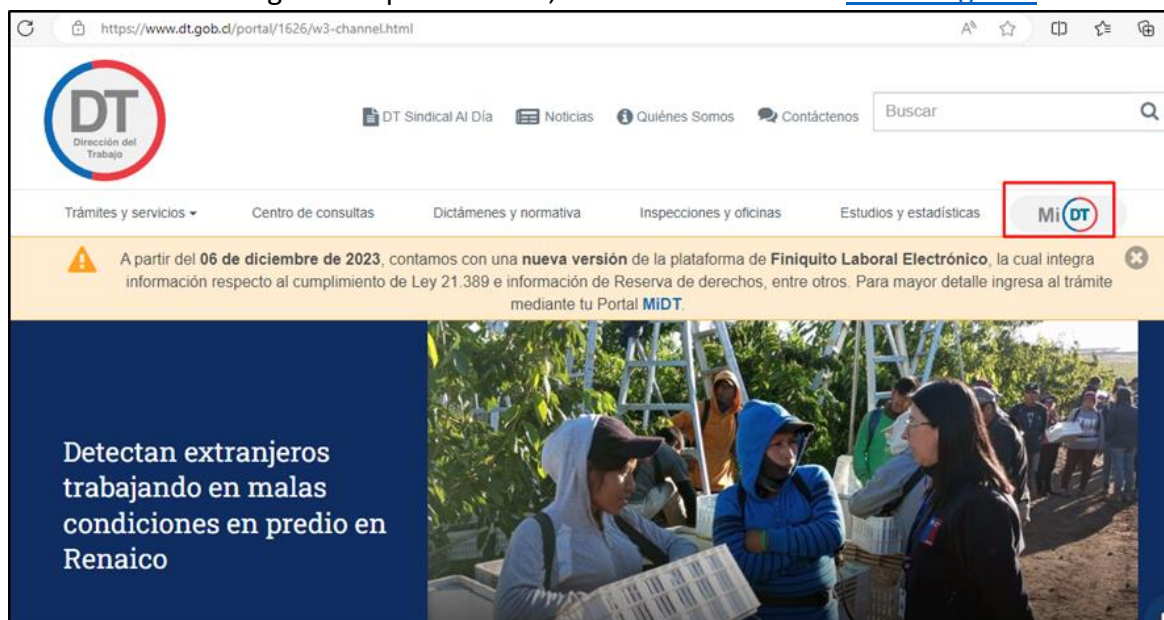 https://www.dt.gob.cl/portal/1626/w3-channel.html
DT
Dirección del
Trabajo
DT Sindical Al Día Noticias Quiénes Somos Contáctenos Buscar
Trámites y servicios Centro de consultas Dictámenes y normativa Inspecciones y oficinas Estudios y estadísticas Mi DT
A partir del 06 de diciembre de 2023, contamos con una nueva versión de la plataforma de Finiquito Laboral Electrónico, la cual integra
información respecto al cumplimiento de Ley 21.389 e información de Reserva de derechos, entre otros. Para mayor detalle ingresa al trámite
mediante tu Portal MiDT.
Detectan extranjeros
trabajando en malas
condiciones en predio en
Renaico